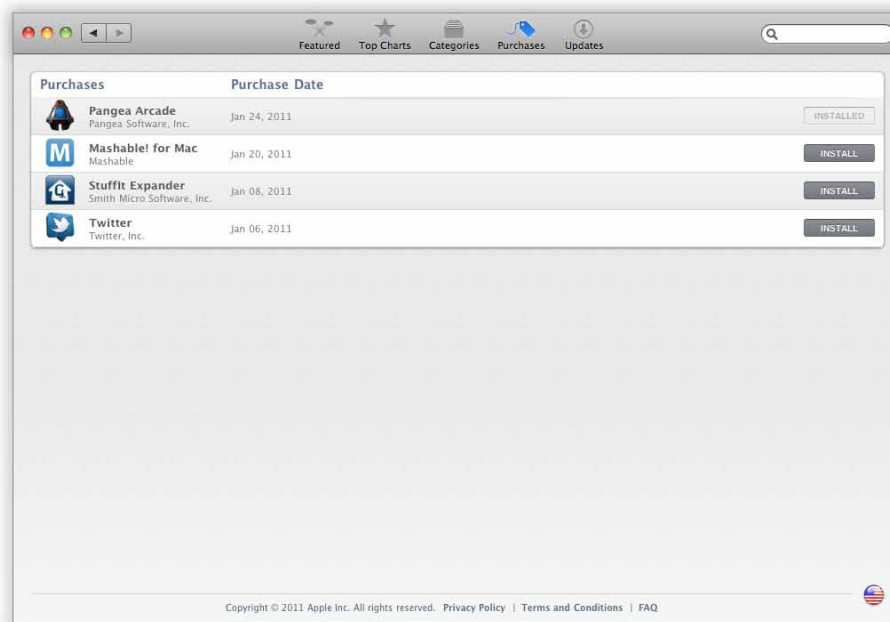 Featured Top Charts Categories Purchases Updates
Purchases Purchase Date
Pangea Arcade
Pangea Software, Inc.
Jan 24, 2011
INSTALLED
M
Mashable! for Mac
Mashable
Jan 20, 2011
INSTALL
StuffIt Expander
Smith Micro Software, Inc.
Jan 08, 2011
INSTALL
Twitter
Twitter, Inc.
Jan 06, 2011
INSTALL
Copyright © 2011 Apple Inc. All rights reserved. Privacy Policy | Terms and Conditions | FAQ